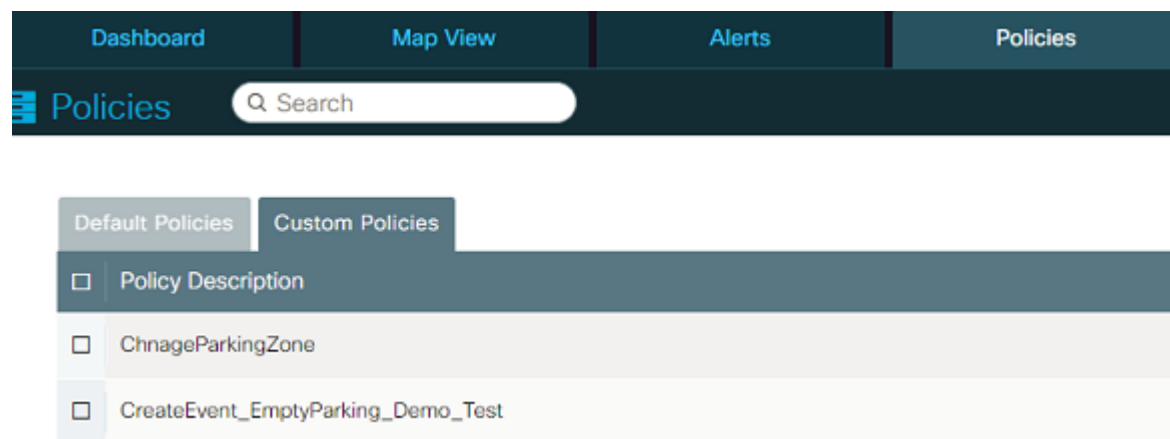 Dashboard Map View Alerts Policies
Policies Search
Default Policies Custom Policies
Policy Description
ChnageParkingZone
CreateEvent_EmptyParking_Demo_Test